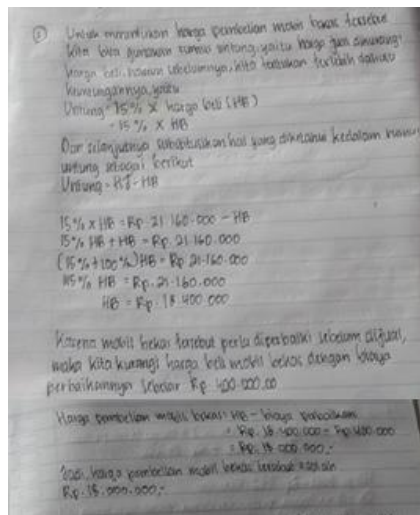 ② Untuk menentukan harga pembelian mobil bekas tersebut
kita bisa gunakan rumus untung, yaitu harga jual dikurangi
harga beli, namun sebelumnya, kita tentukan terlebih dahulu
keuntungannya, yaitu
Untung = 15% x harga beli (HB)
= 15% x HB
Dan selanjutnya substitusikan hal yang diketahui kedalam rumus
untung sebagai berikut
Untung = HJ - HB
15% x HB = Rp. 21.160.000 - HB
15% HB + HB = Rp. 21.160.000
(15% + 100%) HB = Rp. 21.160.000
115% HB = Rp. 21.160.000
HB = Rp. 18.400.000
Karena mobil bekas tersebut perlu diperbaiki sebelum dijual,
maka kita kurangi harga beli mobil bekas dengan biaya
perbaikannya sebesar Rp. 400.000.00
Harga pembelian mobil bekas = HB - biaya perbaikan
= Rp. 18.400.000 - Rp. 400.000
= Rp. 18.000.000,-
Jadi, harga pembelian mobil bekas tersebut adalah
Rp. 18.000.000,-